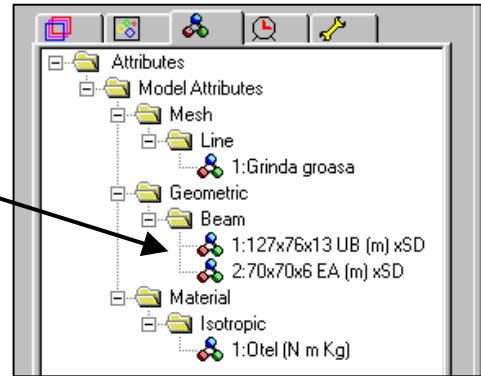 Attributes
Model Attributes
Mesh
Line
1:Grinda groasa
Geometric
Beam
1:127x76x13 UB (m) xSD
2:70x70x6 EA (m) xSD
Material
Isotropic
1:Otel (N m Kg)